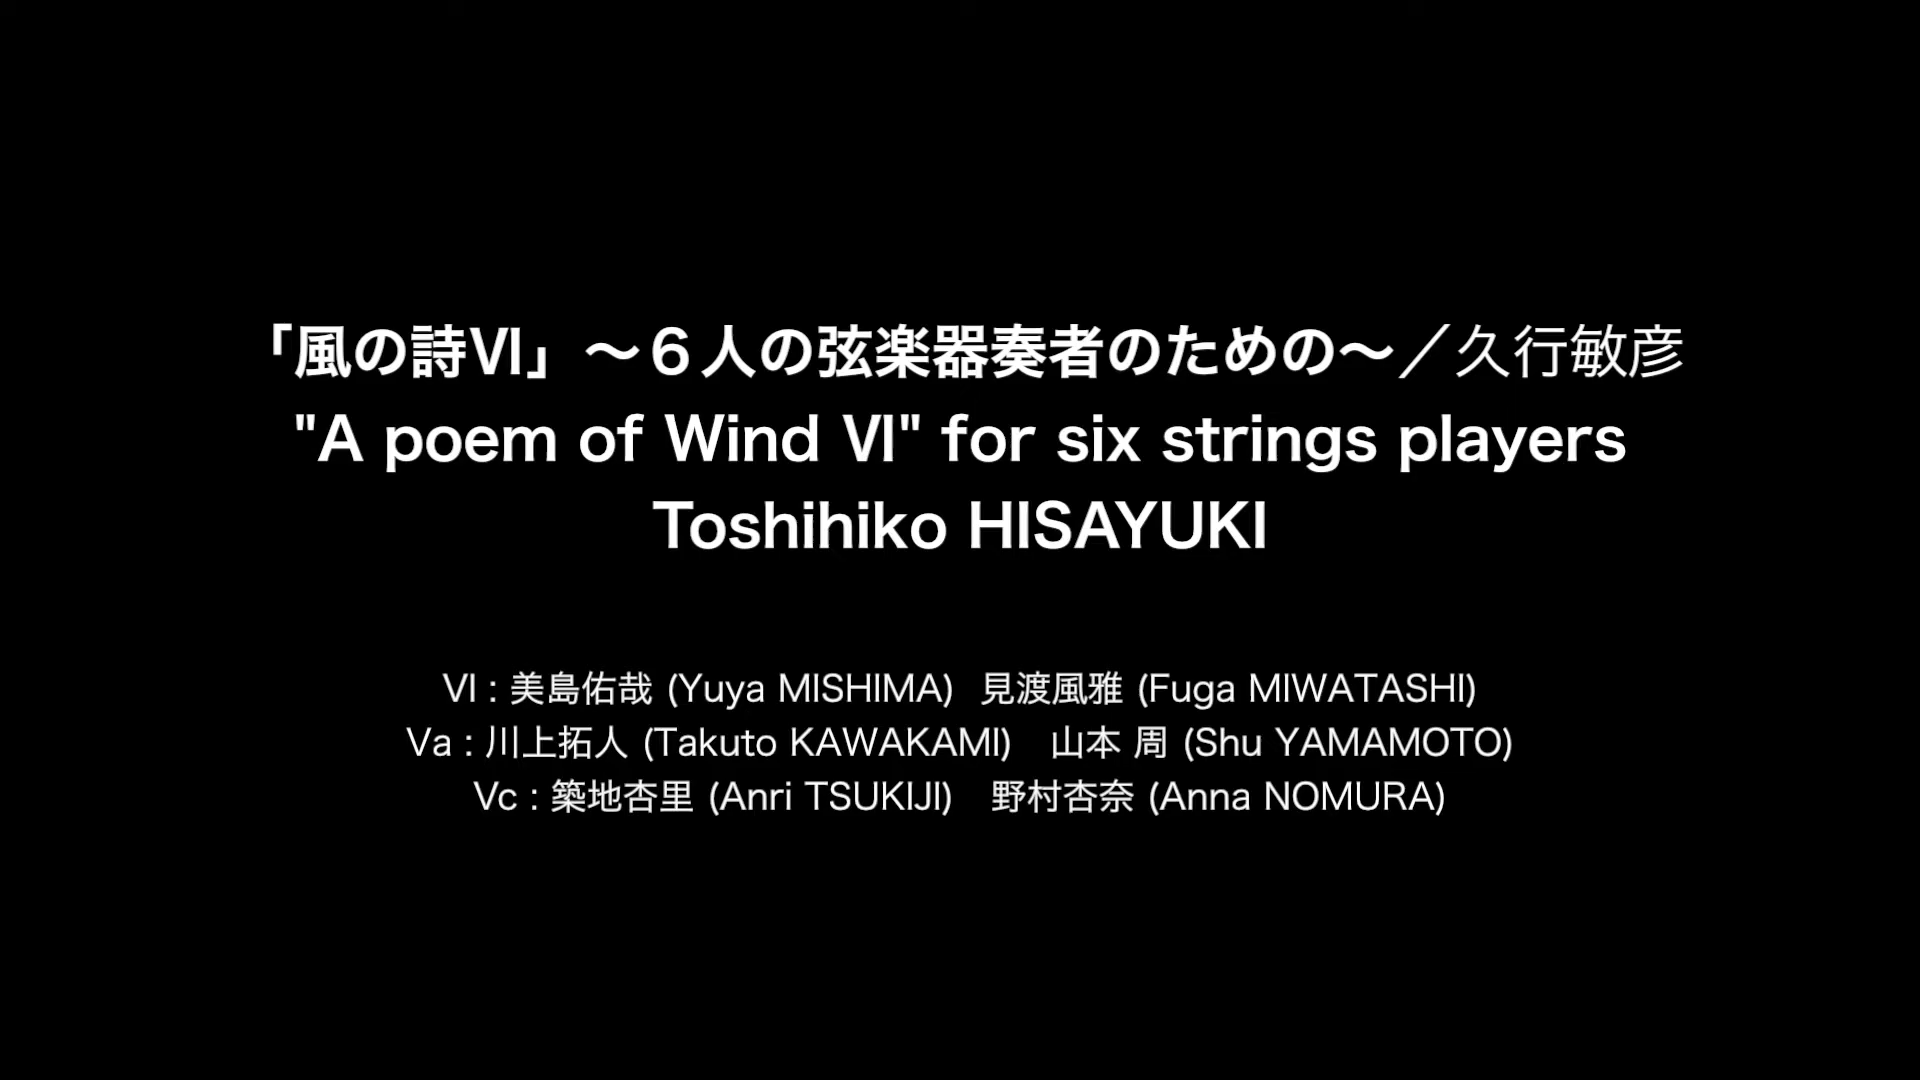 「風の詩Ⅵ」〜６人の弦楽器奏者のための〜／久行敏彦
"A poem of Wind Ⅵ" for six strings players
Toshihiko HISAYUKI
Vl : 美島佑哉 (Yuya MISHIMA)  見渡風雅 (Fuga MIWATASHI)
Va : 川上拓人 (Takuto KAWAKAMI)　山本 周 (Shu YAMAMOTO)
Vc : 築地杏里 (Anri TSUKIJI)　野村杏奈 (Anna NOMURA)